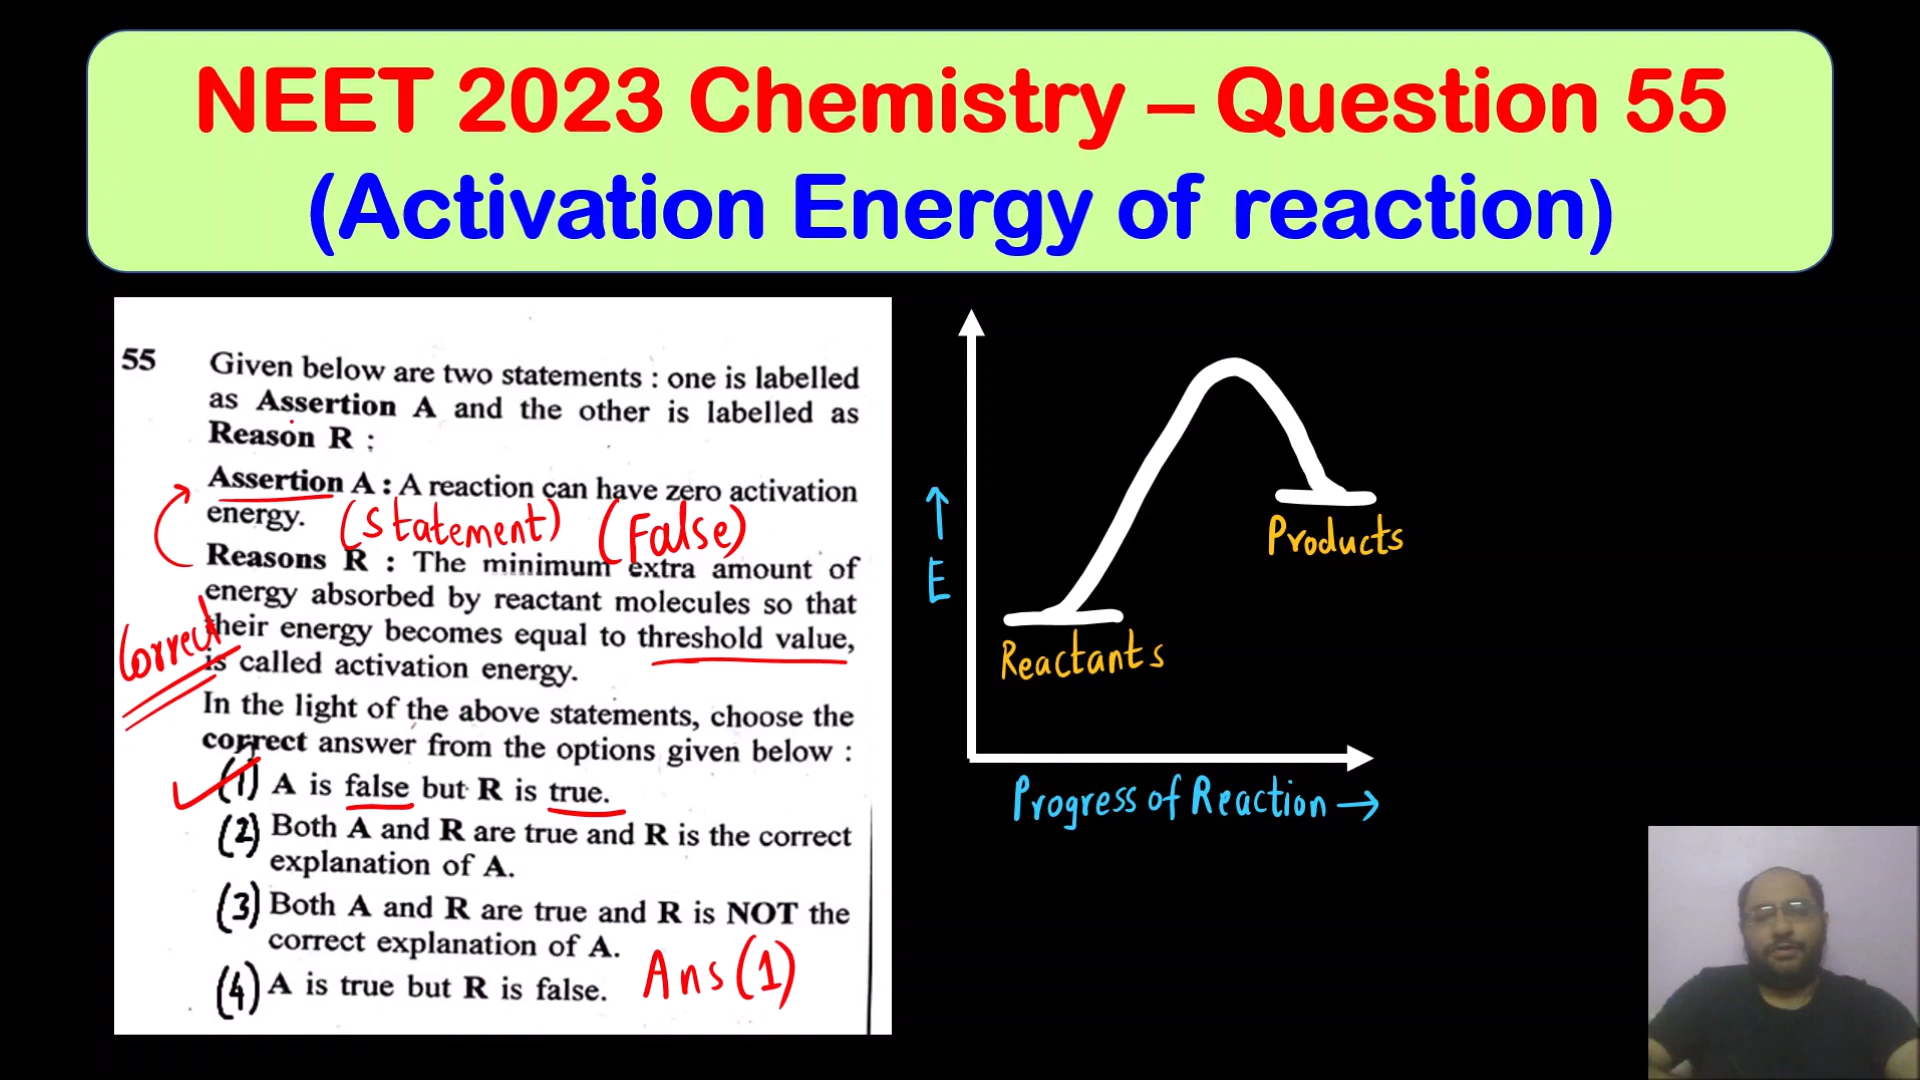 NEET 2023 Chemistry – Question 55
(Activation Energy of reaction)
55 Given below are two statements : one is labelled
as Assertion A and the other is labelled as
Reason R :
Assertion A : A reaction can have zero activation
energy. (Statement) (False)
Reasons R : The minimum extra amount of
energy absorbed by reactant molecules so that
their energy becomes equal to threshold value,
is called activation energy.
Correct
In the light of the above statements, choose the
correct answer from the options given below :
(1) A is false but R is true.
(2) Both A and R are true and R is the correct
explanation of A.
(3) Both A and R are true and R is NOT the
correct explanation of A.
(4) A is true but R is false.
Ans (1)
E
Products
Reactants
Progress of Reaction →